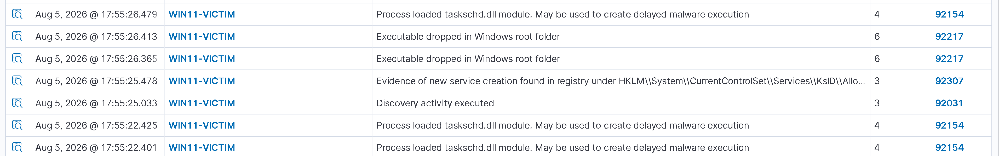 Aug 5, 2026 @ 17:55:26.479 WIN11-VICTIM Process loaded taskschd.dll module. May be used to create delayed malware execution 4 92154
Aug 5, 2026 @ 17:55:26.413 WIN11-VICTIM Executable dropped in Windows root folder 6 92217
Aug 5, 2026 @ 17:55:26.365 WIN11-VICTIM Executable dropped in Windows root folder 6 92217
Aug 5, 2026 @ 17:55:25.478 WIN11-VICTIM Evidence of new service creation found in registry under HKLM\\System\\CurrentControlSet\\Services\\KslD\\Allo... 3 92307
Aug 5, 2026 @ 17:55:25.033 WIN11-VICTIM Discovery activity executed 3 92031
Aug 5, 2026 @ 17:55:22.425 WIN11-VICTIM Process loaded taskschd.dll module. May be used to create delayed malware execution 4 92154
Aug 5, 2026 @ 17:55:22.401 WIN11-VICTIM Process loaded taskschd.dll module. May be used to create delayed malware execution 4 92154